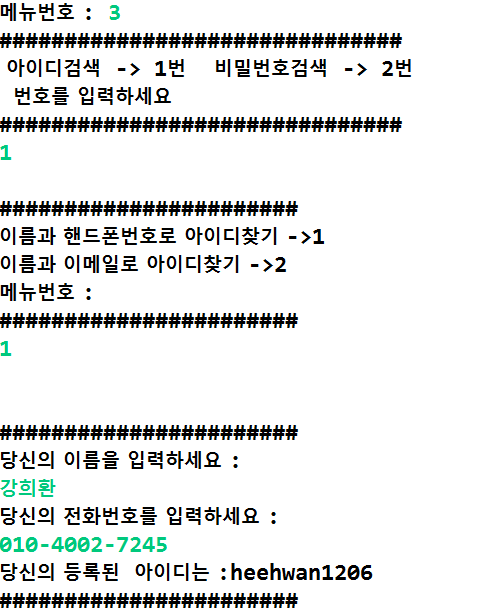 메뉴번호 : 3
###############################
아이디검색 -> 1번  비밀번호검색 -> 2번
번호를 입력하세요
###############################
1
#######################
이름과 핸드폰번호로 아이디찾기 ->1
이름과 이메일로 아이디찾기 ->2
메뉴번호 :
#######################
1
#######################
당신의 이름을 입력하세요 :
강희환
당신의 전화번호를 입력하세요 :
010-4002-7245
당신의 등록된  아이디는 :heehwan1206
#######################